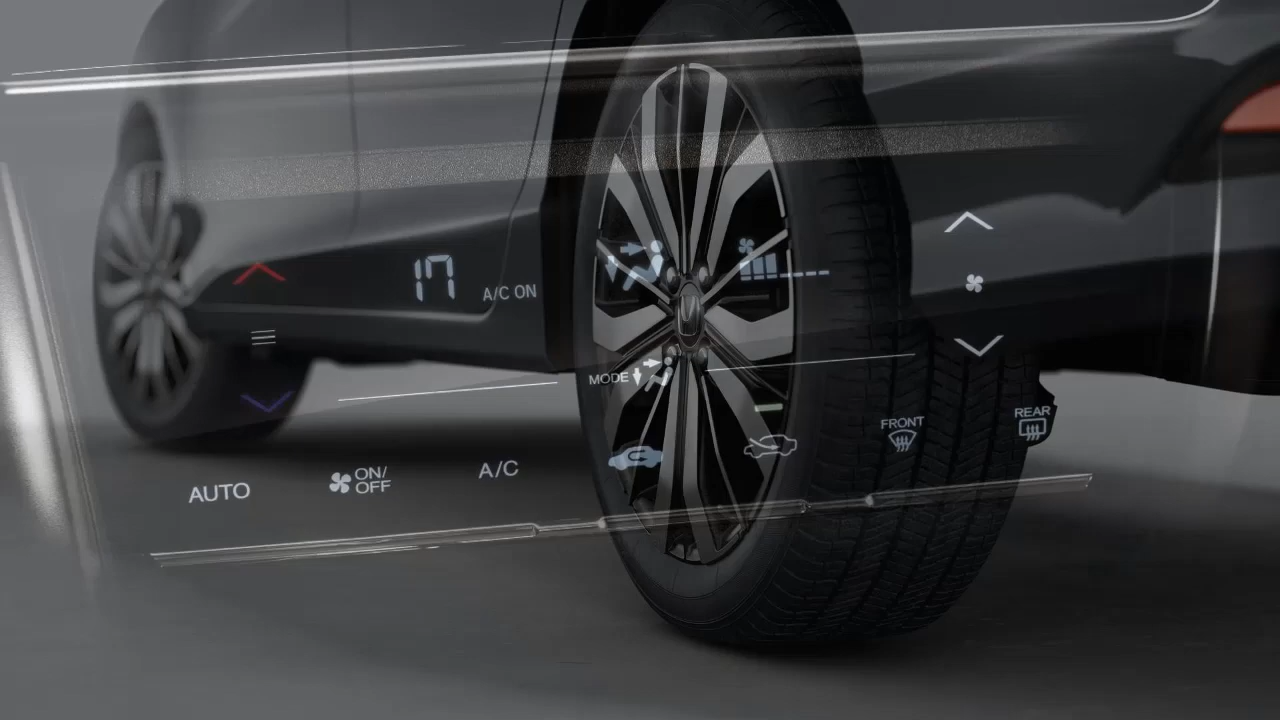 17
A/C ON
MODE
FRONT
REAR
AUTO
ON/
OFF
A/C